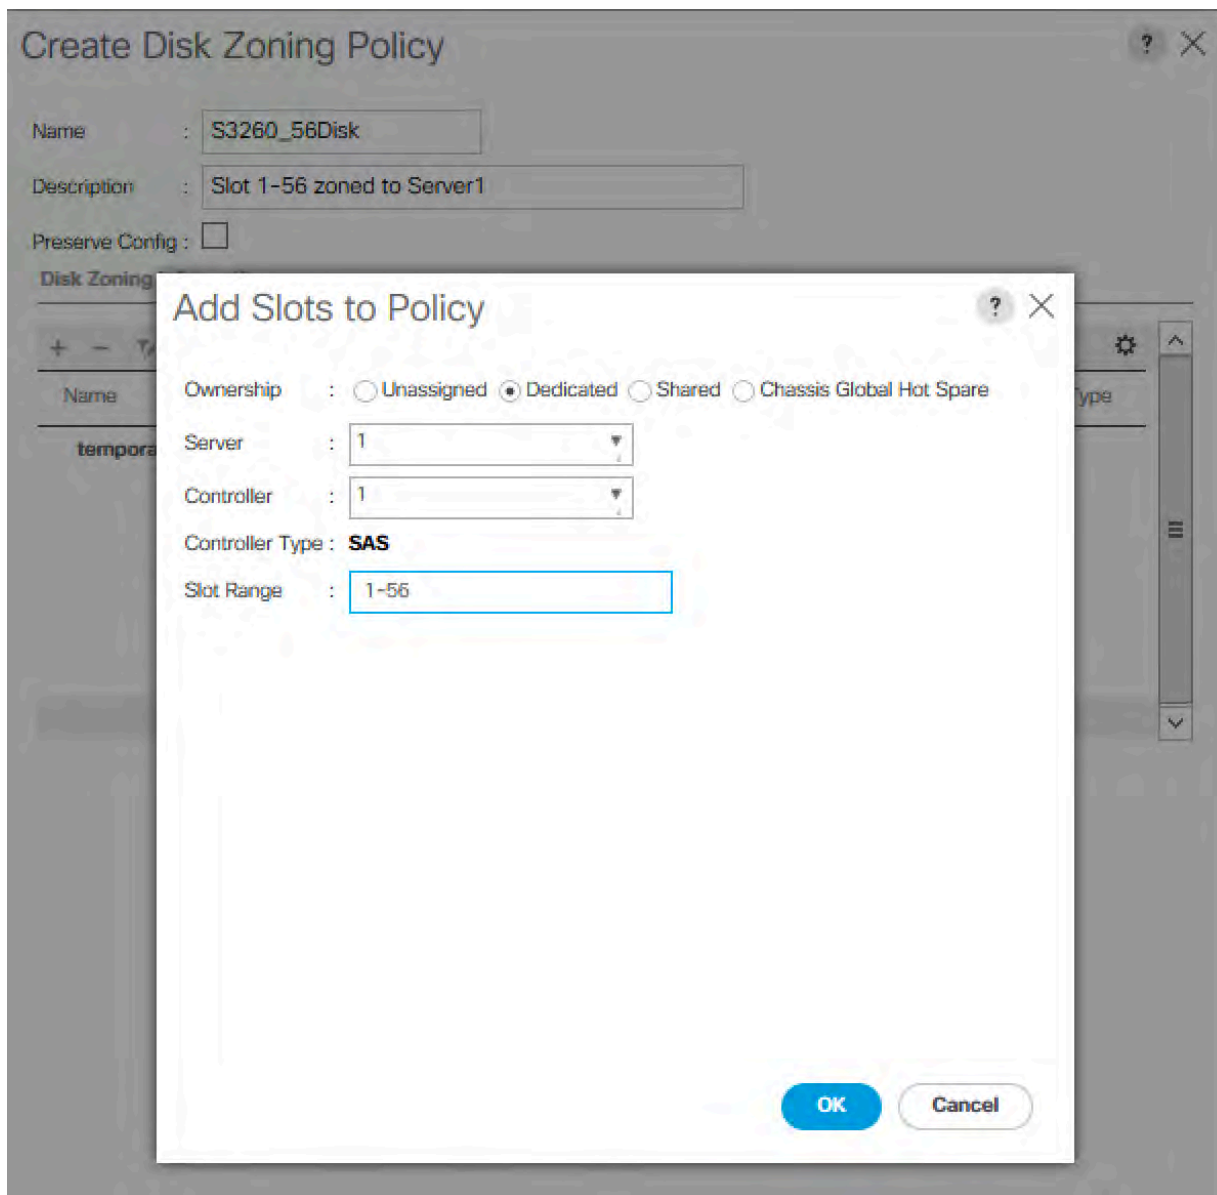 Create Disk Zoning Policy ?
Name : S3260_56Disk
Description : Slot 1-56 zoned to Server1
Preserve Config :
Disk Zoning
Add Slots to Policy ?
+ −
Name
tempora
Ownership : Unassigned Dedicated Shared Chassis Global Hot Spare
ype
Server : 1
Controller : 1
Controller Type : SAS
Slot Range : 1-56
OK Cancel